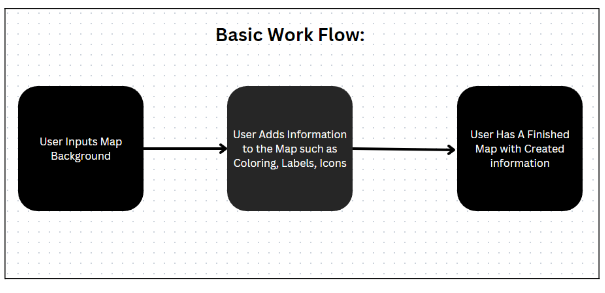 Basic Work Flow:
User Inputs Map
Background
User Adds Information
to the Map such as
Coloring, Labels, Icons
User Has A Finished
Map with Created
information